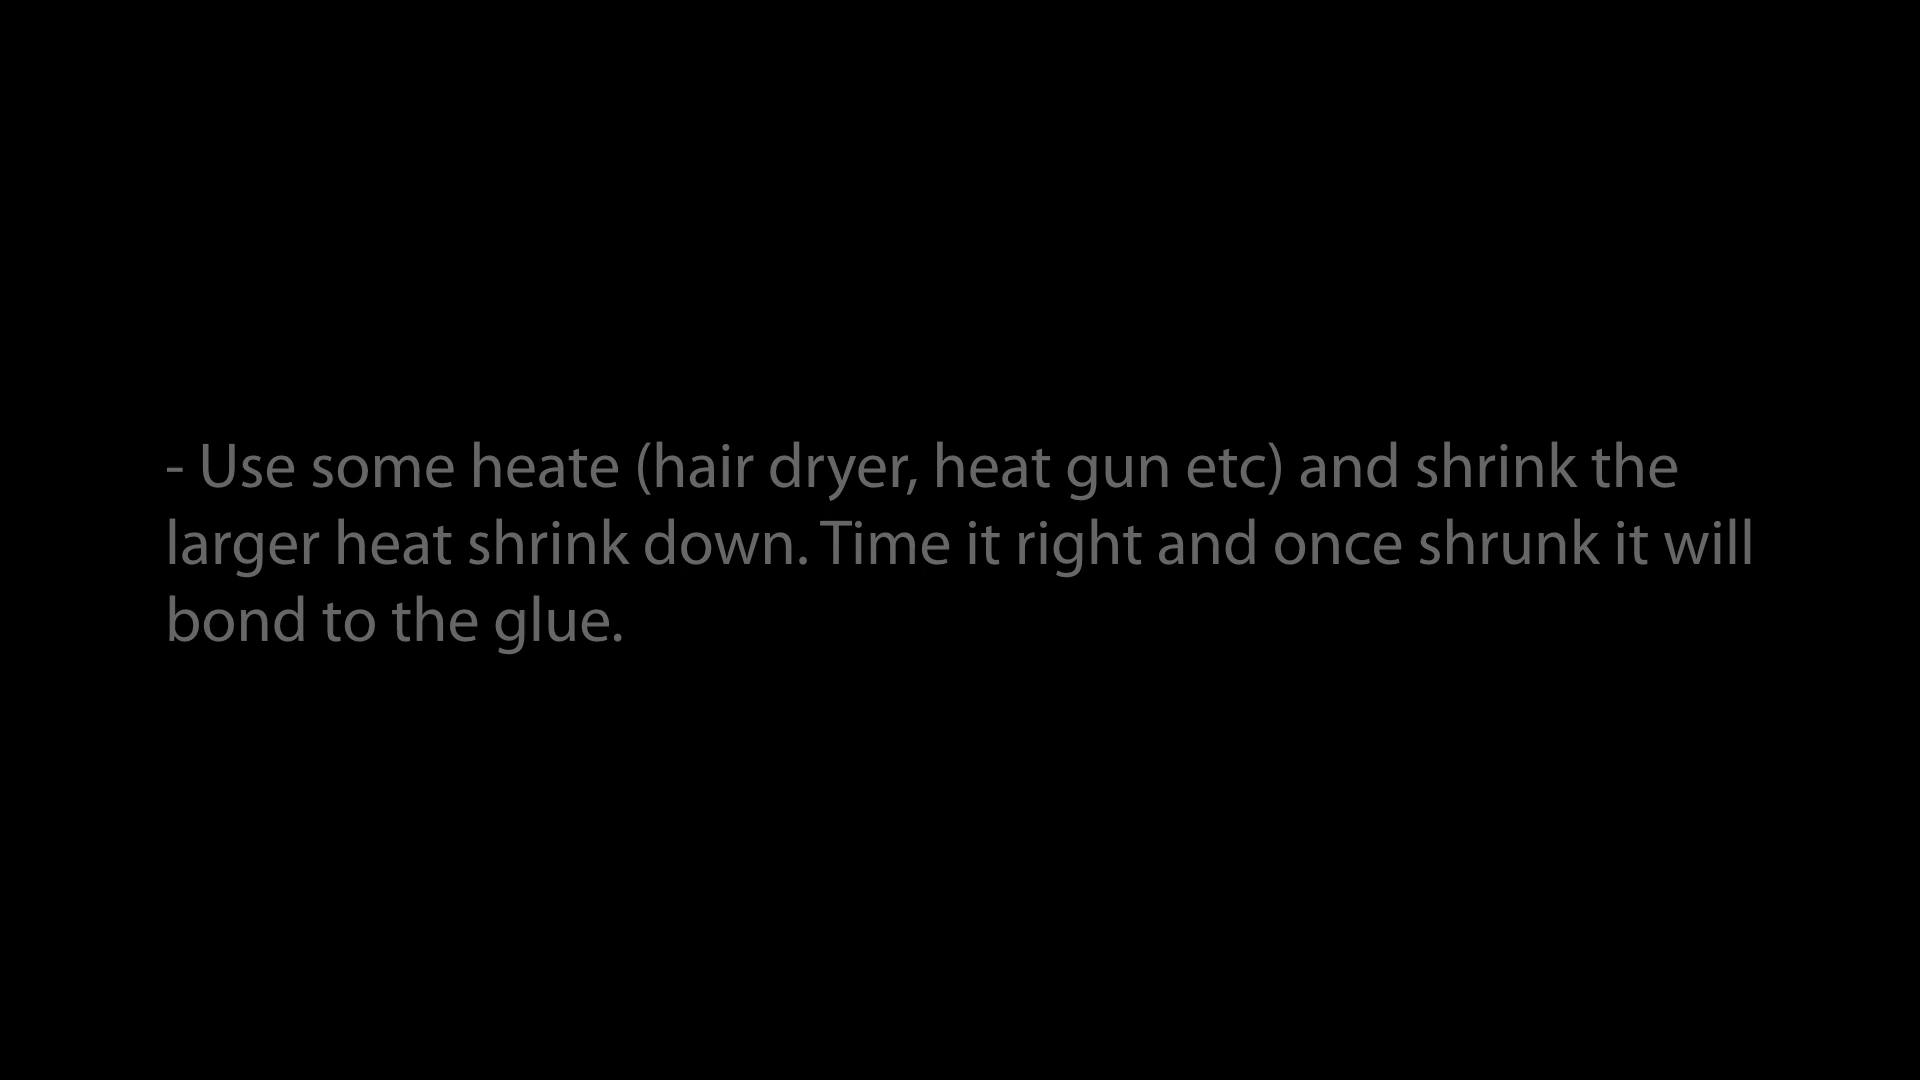 - Use some heate (hair dryer, heat gun etc) and shrink the
larger heat shrink down. Time it right and once shrunk it will
bond to the glue.